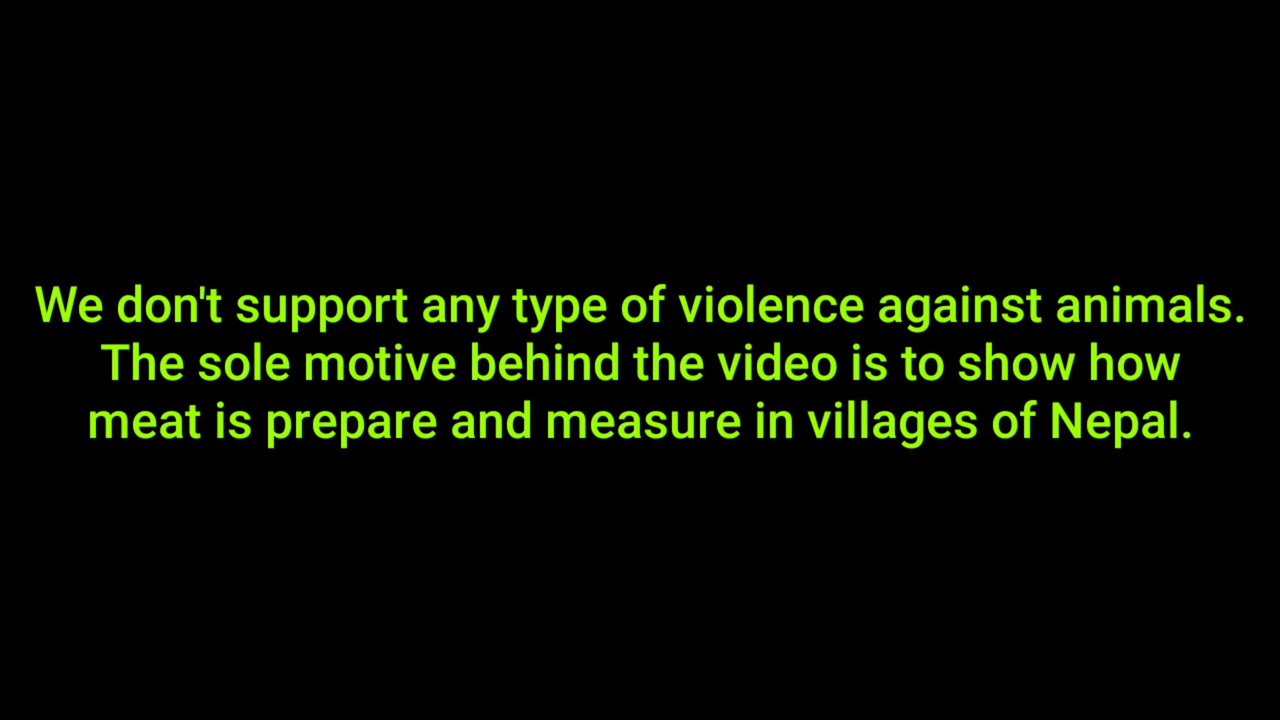 We don't support any type of violence against animals.
The sole motive behind the video is to show how
meat is prepare and measure in villages of Nepal.